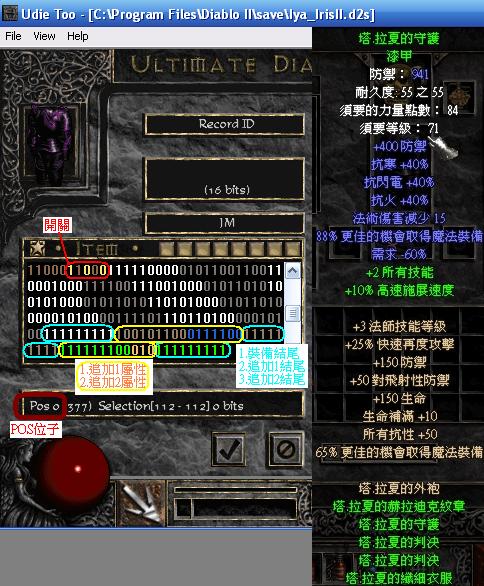 Udie Too - [C:\Program Files\Diablo II\save\Iya_IrisII.d2s]
File View Help
ULTIMATE DIA
Record ID
(16 bits)
IM
開關
ITEM
1.追加1屬性
2.追加2屬性
1.裝備結尾
2.追加1結尾
3.追加2結尾
Pos 0 (377) Selection[112 - 112] 0 bits
POS位子
塔.拉夏的守護
漆甲
防禦： 941
耐久度: 55 之 55
須要的力量點數： 84
須要等級： 71
+400 防禦
抗寒 +40%
抗閃電 +40%
抗火 +40%
法術傷害減少 15
88% 更佳的機會取得魔法裝備
需求 -60%
+2 所有技能
+10% 高速施展速度
+3 法師技能等級
+25% 快速再度攻擊
+150 防禦
+50 對飛射性防禦
+150 生命
生命補滿 +10
所有抗性 +50
65% 更佳的機會取得魔法裝備
塔.拉夏的外袍
塔.拉夏的赫拉迪克紋章
塔.拉夏的守護
塔.拉夏的判決
塔.拉夏的判決
塔.拉夏的纖細衣服